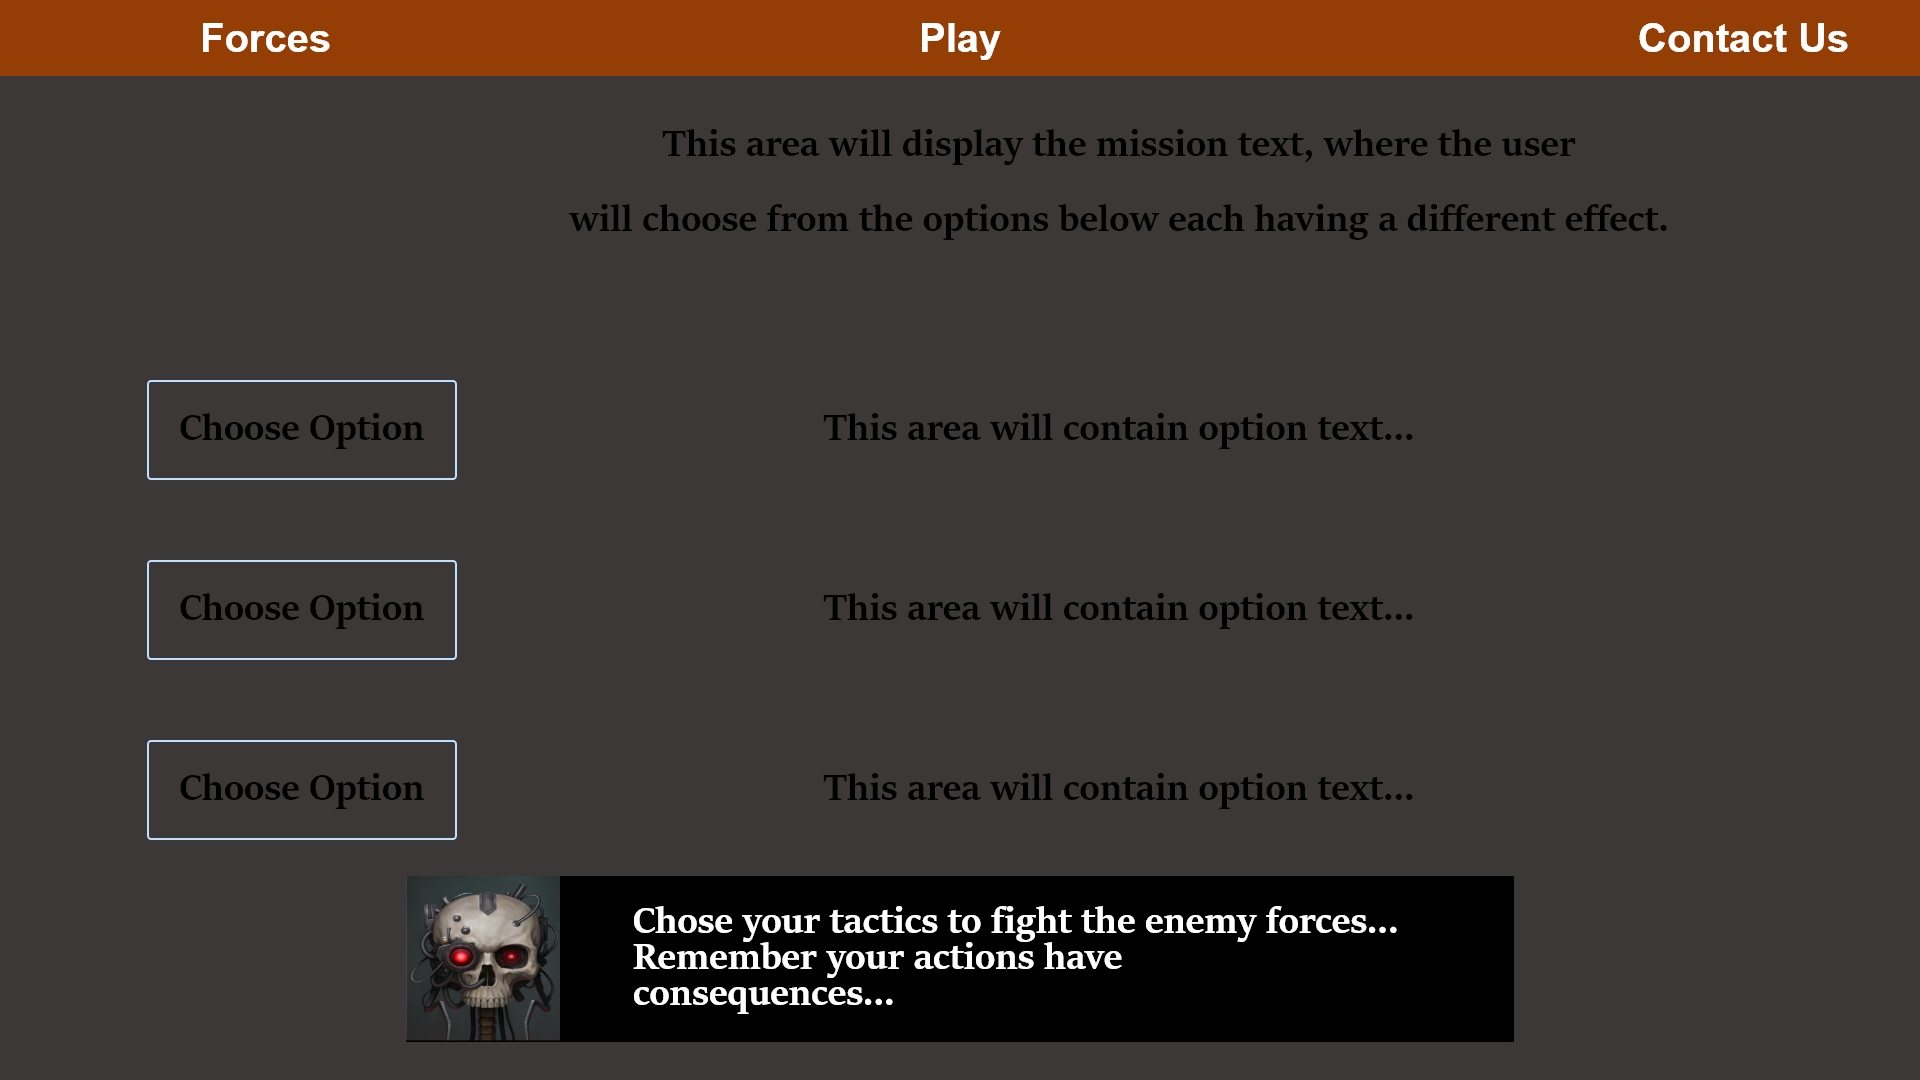 Forces
Play
Contact Us
This area will display the mission text, where the user
will choose from the options below each having a different effect.
Choose Option
This area will contain option text...
Choose Option
This area will contain option text...
Choose Option
This area will contain option text...
Chose your tactics to fight the enemy forces...
Remember your actions have
consequences...